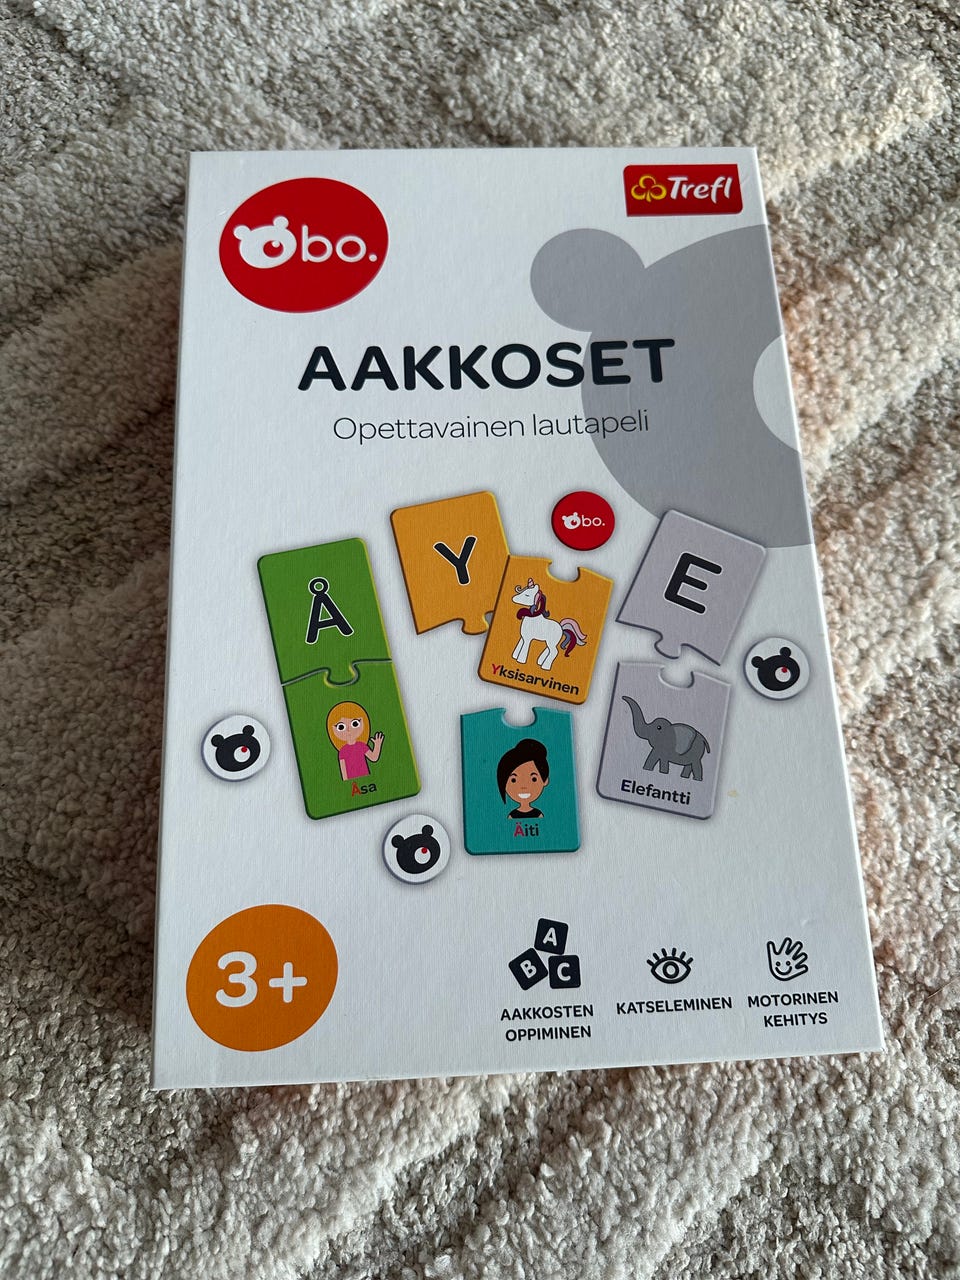 bo.
Trefl
AAKKOSET
Opettavainen lautapeli
Å
Y
bo.
E
Yksisarvinen
Åsa
Äiti
Elefantti
3+
A
B C
AAKKOSTEN
OPPIMINEN
KATSELEMINEN
MOTORINEN
KEHITYS